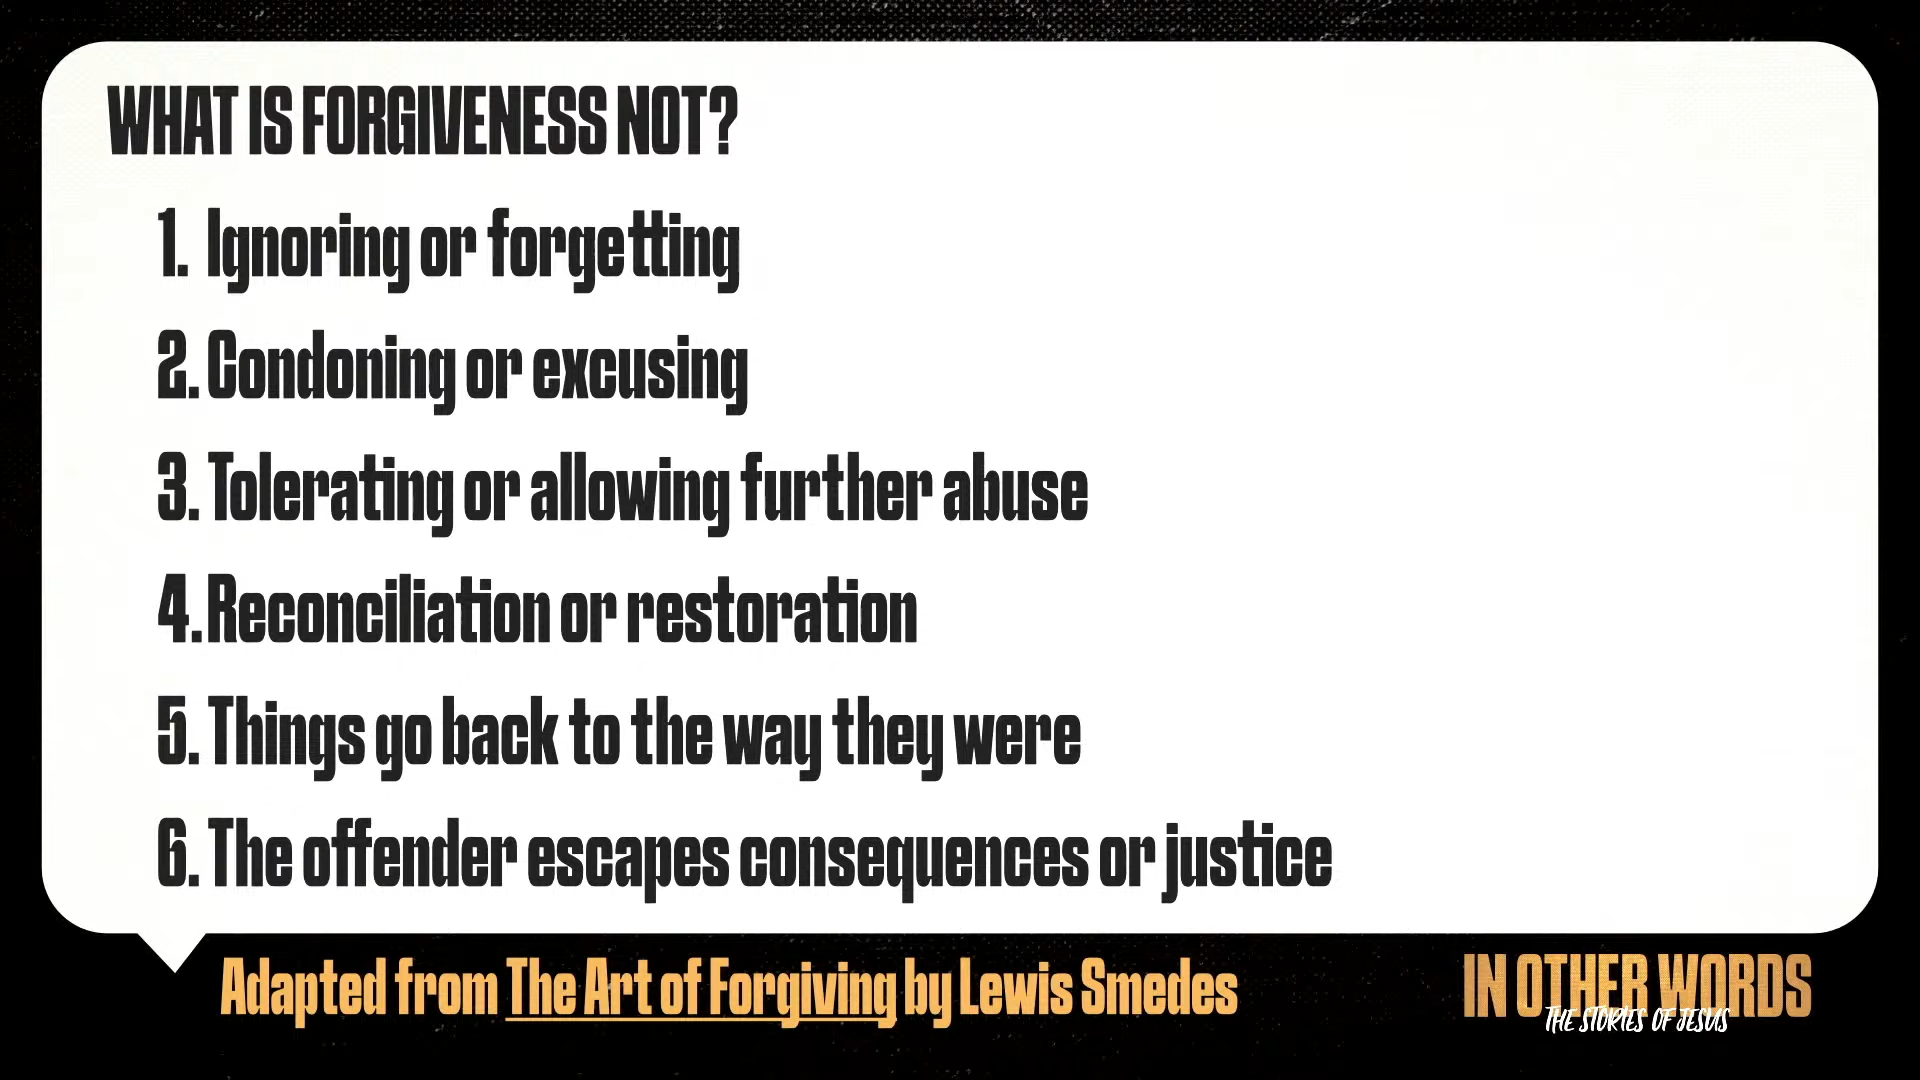 WHAT IS FORGIVENESS NOT?
1. Ignoring or forgetting
2. Condoning or excusing
3. Tolerating or allowing further abuse
4. Reconciliation or restoration
5. Things go back to the way they were
6. The offender escapes consequences or justice
Adapted from The Art of Forgiving by Lewis Smedes
IN OTHER WORDS
THE STORIES OF JESUS